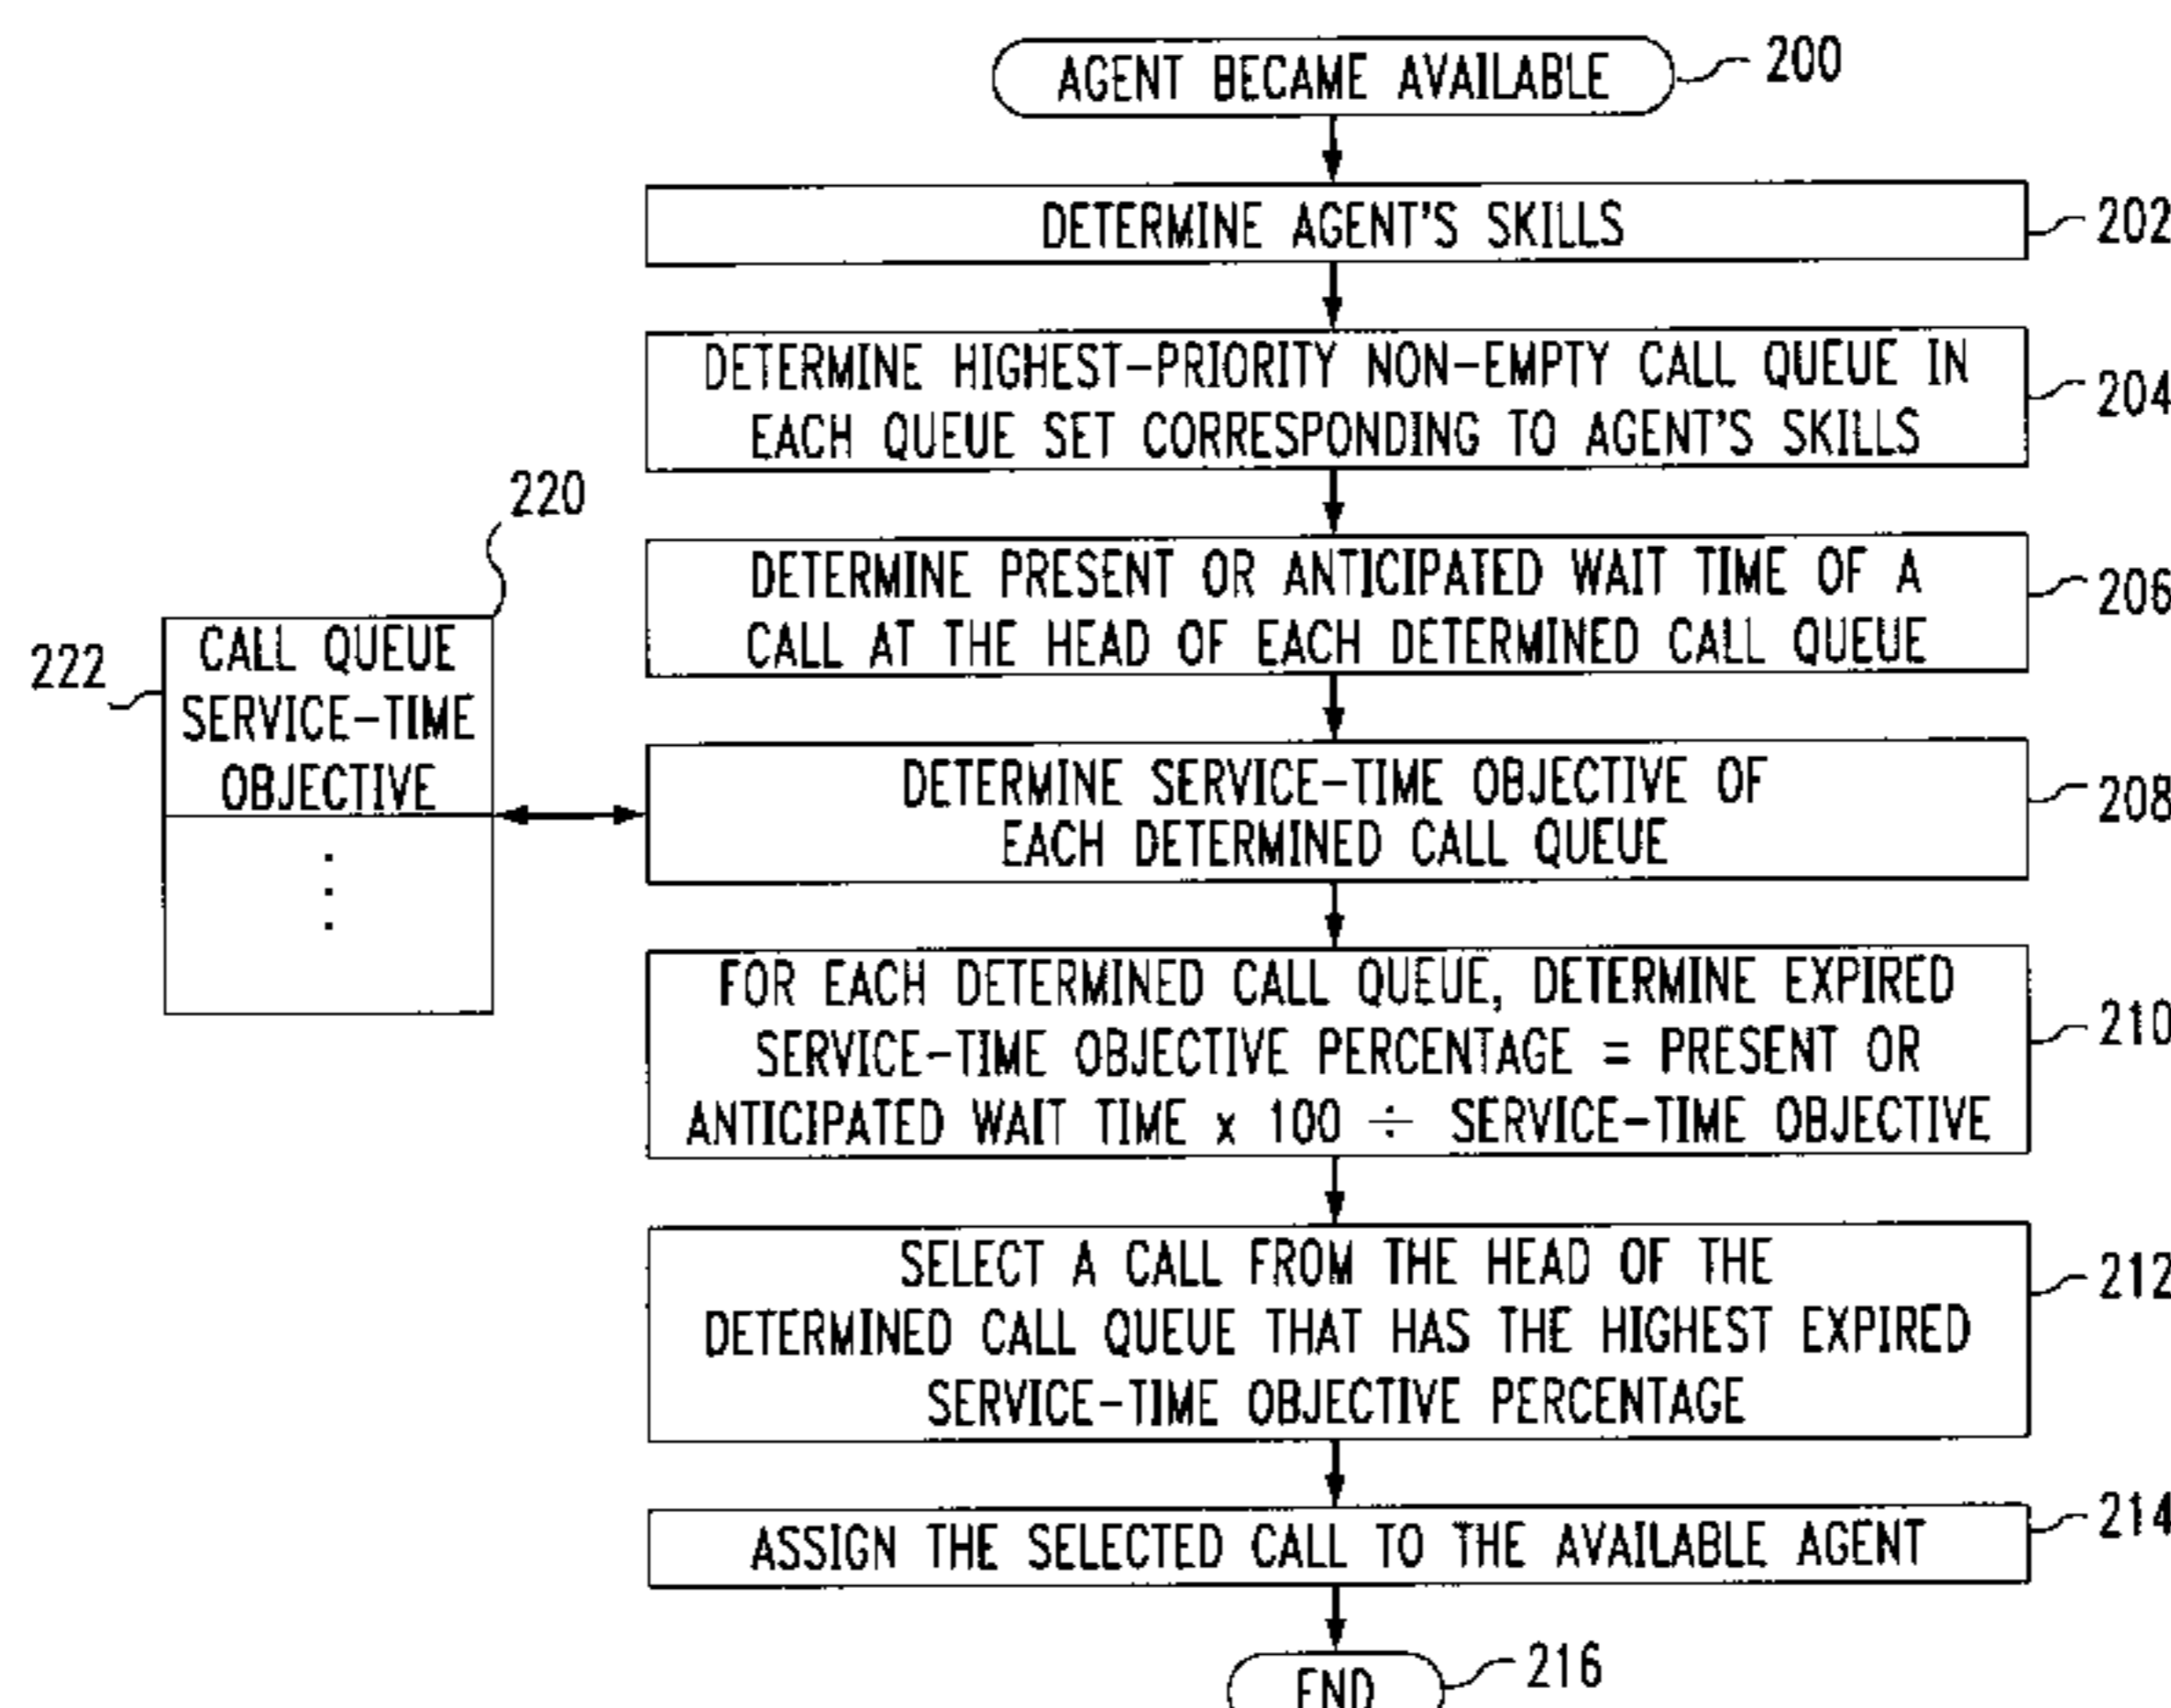 AGENT BECAME AVAILABLE
200
DETERMINE AGENT'S SKILLS
202
DETERMINE HIGHEST-PRIORITY NON-EMPTY CALL QUEUE IN
EACH QUEUE SET CORRESPONDING TO AGENT'S SKILLS
204
220
DETERMINE PRESENT OR ANTICIPATED WAIT TIME OF A
CALL AT THE HEAD OF EACH DETERMINED CALL QUEUE
206
222
CALL QUEUE
SERVICE-TIME
OBJECTIVE
DETERMINE SERVICE-TIME OBJECTIVE OF
EACH DETERMINED CALL QUEUE
208
FOR EACH DETERMINED CALL QUEUE, DETERMINE EXPIRED
SERVICE-TIME OBJECTIVE PERCENTAGE = PRESENT OR
ANTICIPATED WAIT TIME x 100 ÷ SERVICE-TIME OBJECTIVE
210
SELECT A CALL FROM THE HEAD OF THE
DETERMINED CALL QUEUE THAT HAS THE HIGHEST EXPIRED
SERVICE-TIME OBJECTIVE PERCENTAGE
212
ASSIGN THE SELECTED CALL TO THE AVAILABLE AGENT
214
END
216